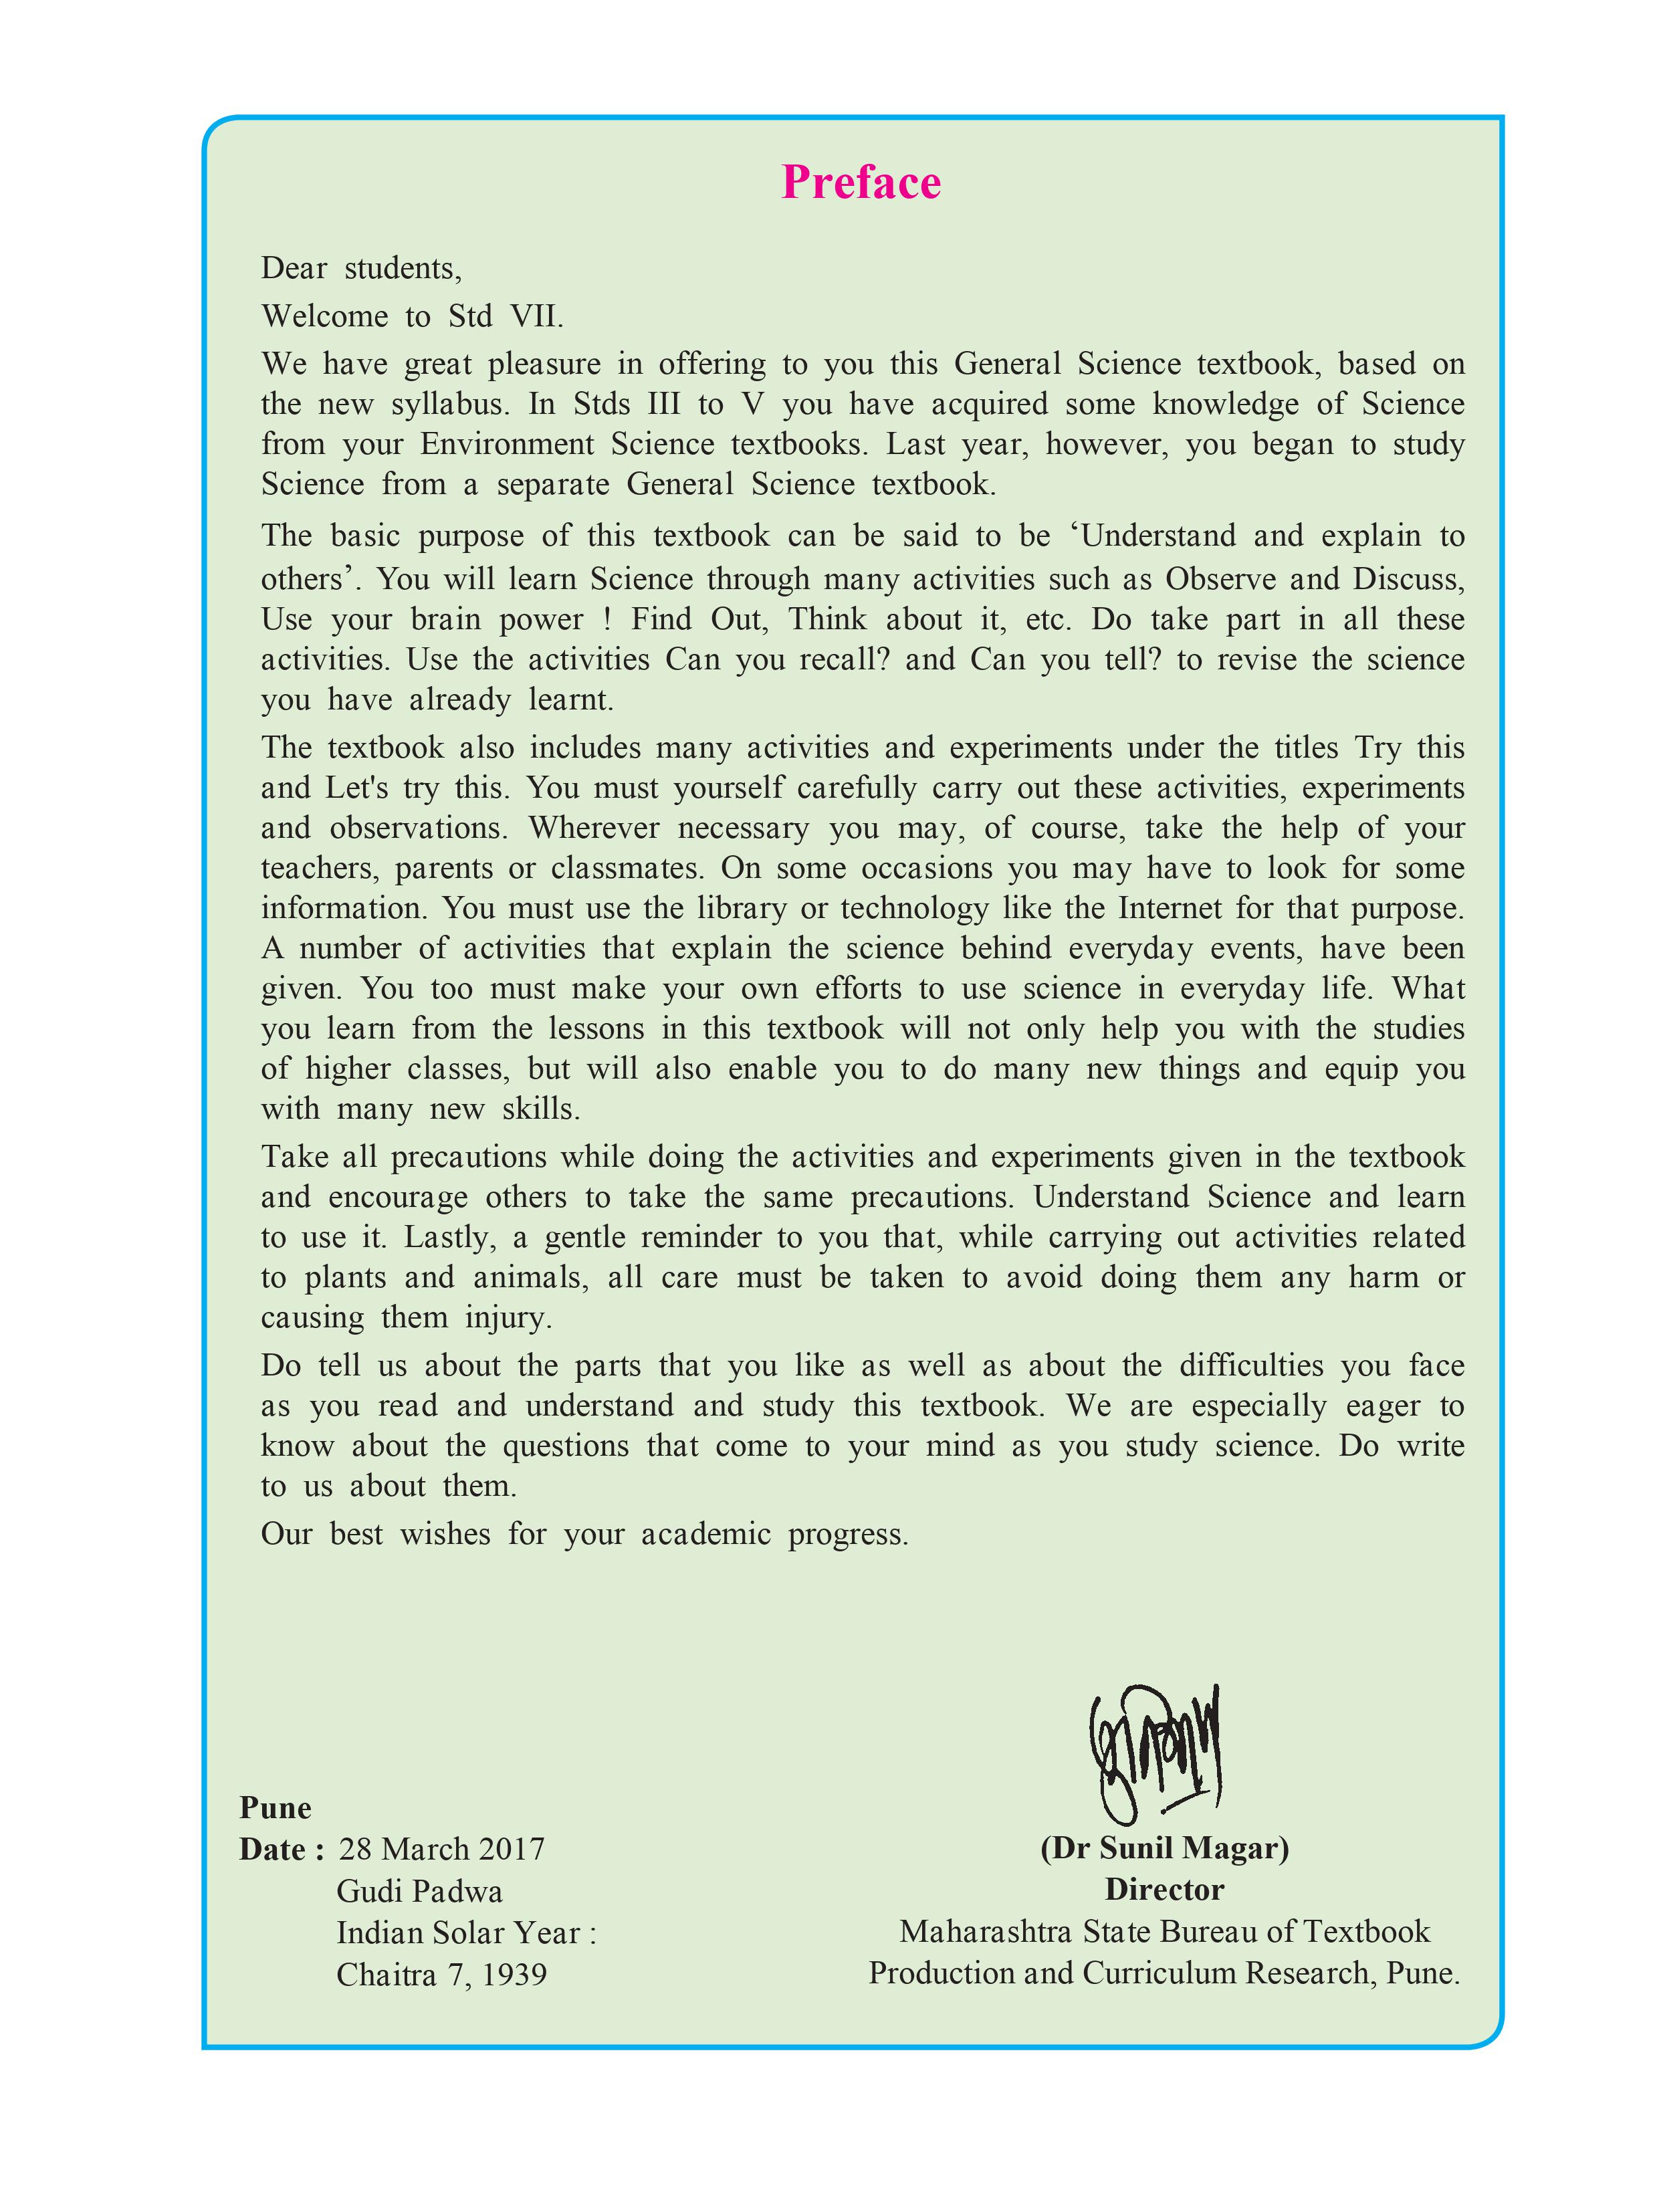 Preface
Dear students,
Welcome to Std VII.
We have great pleasure in offering to you this General Science textbook, based on
the new syllabus. In Stds III to V you have acquired some knowledge of Science
from your Environment Science textbooks. Last year, however, you began to study
Science from a separate General Science textbook.
The basic purpose of this textbook can be said to be ‘Understand and explain to
others’. You will learn Science through many activities such as Observe and Discuss,
Use your brain power ! Find Out, Think about it, etc. Do take part in all these
activities. Use the activities Can you recall? and Can you tell? to revise the science
you have already learnt.
The textbook also includes many activities and experiments under the titles Try this
and Let's try this. You must yourself carefully carry out these activities, experiments
and observations. Wherever necessary you may, of course, take the help of your
teachers, parents or classmates. On some occasions you may have to look for some
information. You must use the library or technology like the Internet for that purpose.
A number of activities that explain the science behind everyday events, have been
given. You too must make your own efforts to use science in everyday life. What
you learn from the lessons in this textbook will not only help you with the studies
of higher classes, but will also enable you to do many new things and equip you
with many new skills.
Take all precautions while doing the activities and experiments given in the textbook
and encourage others to take the same precautions. Understand Science and learn
to use it. Lastly, a gentle reminder to you that, while carrying out activities related
to plants and animals, all care must be taken to avoid doing them any harm or
causing them injury.
Do tell us about the parts that you like as well as about the difficulties you face
as you read and understand and study this textbook. We are especially eager to
know about the questions that come to your mind as you study science. Do write
to us about them.
Our best wishes for your academic progress.
Pune
Date : 28 March 2017
Gudi Padwa
Indian Solar Year :
Chaitra 7, 1939
(Dr Sunil Magar)
Director
Maharashtra State Bureau of Textbook
Production and Curriculum Research, Pune.